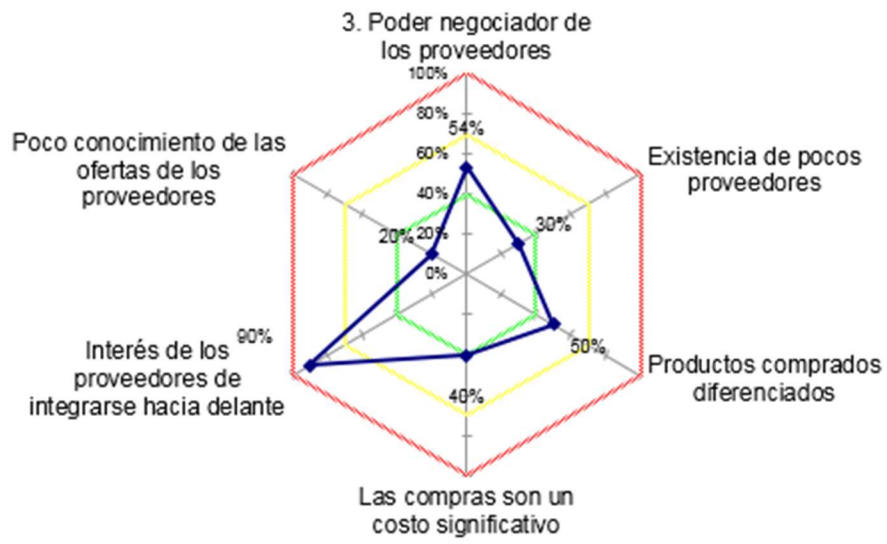 3. Poder negociador de
los proveedores
100%
80%
54%
60%
40%
20%
0%
Existencia de pocos
proveedores
30%
Productos comprados
diferenciados
50%
Las compras son un
costo significativo
40%
Interés de los
proveedores de
integrarse hacia delante
90%
Poco conocimiento de las
ofertas de los
proveedores
20%